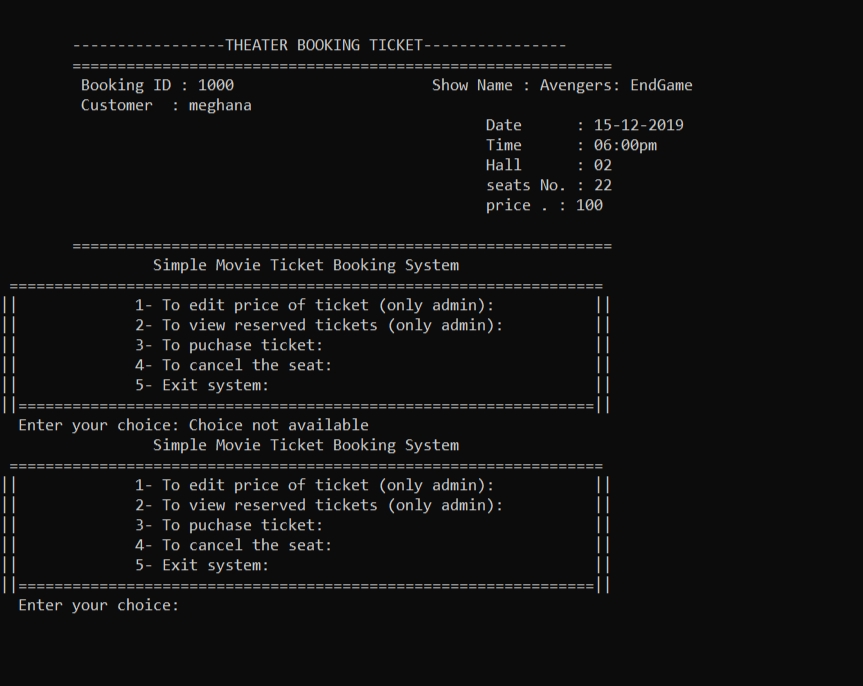 -----------------THEATER BOOKING TICKET----------------
============================================================
Booking ID : 1000                      Show Name : Avengers: EndGame
Customer  : meghana
Date      : 15-12-2019
Time      : 06:00pm
Hall      : 02
seats No. : 22
price . : 100
============================================================
Simple Movie Ticket Booking System
==================================================================
||             1- To edit price of ticket (only admin):           ||
||             2- To view reserved tickets (only admin):          ||
||             3- To puchase ticket:                              ||
||             4- To cancel the seat:                             ||
||             5- Exit system:                                    ||
||================================================================||
Enter your choice: Choice not available
Simple Movie Ticket Booking System
==================================================================
||             1- To edit price of ticket (only admin):           ||
||             2- To view reserved tickets (only admin):          ||
||             3- To puchase ticket:                              ||
||             4- To cancel the seat:                             ||
||             5- Exit system:                                    ||
||================================================================||
Enter your choice: